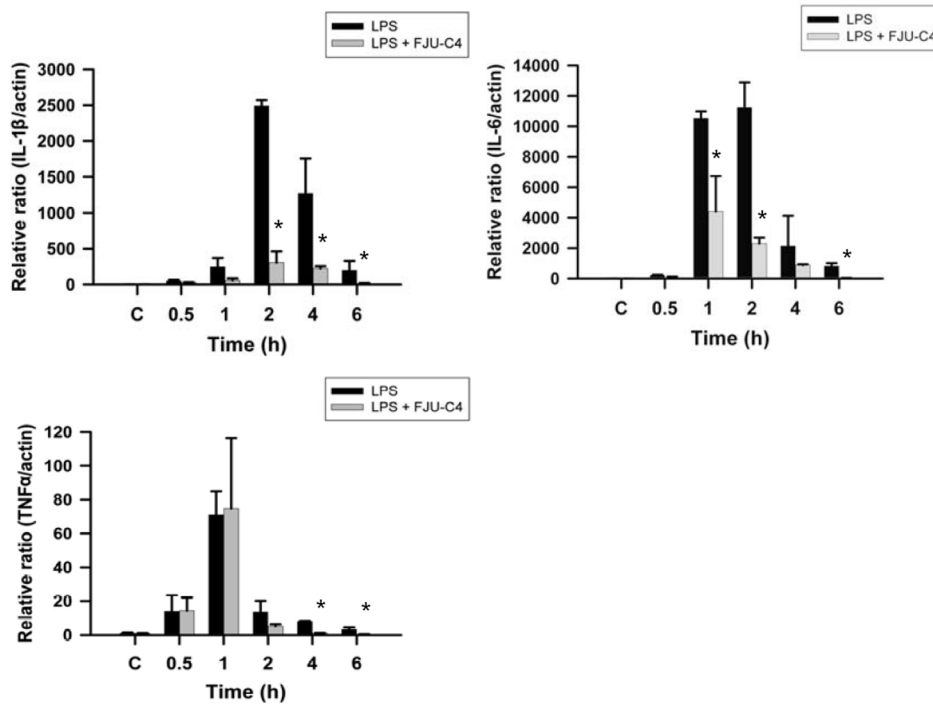 LPS
LPS + FJU-C4
Relative ratio (IL-1β/actin)
3000
2500
2000
1500
1000
500
0
*
*
*
C 0.5 1 2 4 6
Time (h)
LPS
LPS + FJU-C4
Relative ratio (IL-6/actin)
14000
12000
10000
8000
6000
4000
2000
0
*
*
*
C 0.5 1 2 4 6
Time (h)
LPS
LPS + FJU-C4
Relative ratio (TNFα/actin)
120
100
80
60
40
20
0
*
*
C 0.5 1 2 4 6
Time (h)